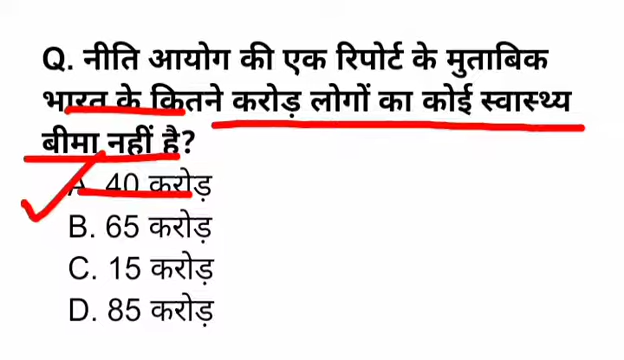 Q. नीति आयोग की एक रिपोर्ट के मुताबिक
भारत के कितने करोड़ लोगों का कोई स्वास्थ्य
बीमा नहीं है?
A. 40 करोड़
B. 65 करोड़
C. 15 करोड़
D. 85 करोड़